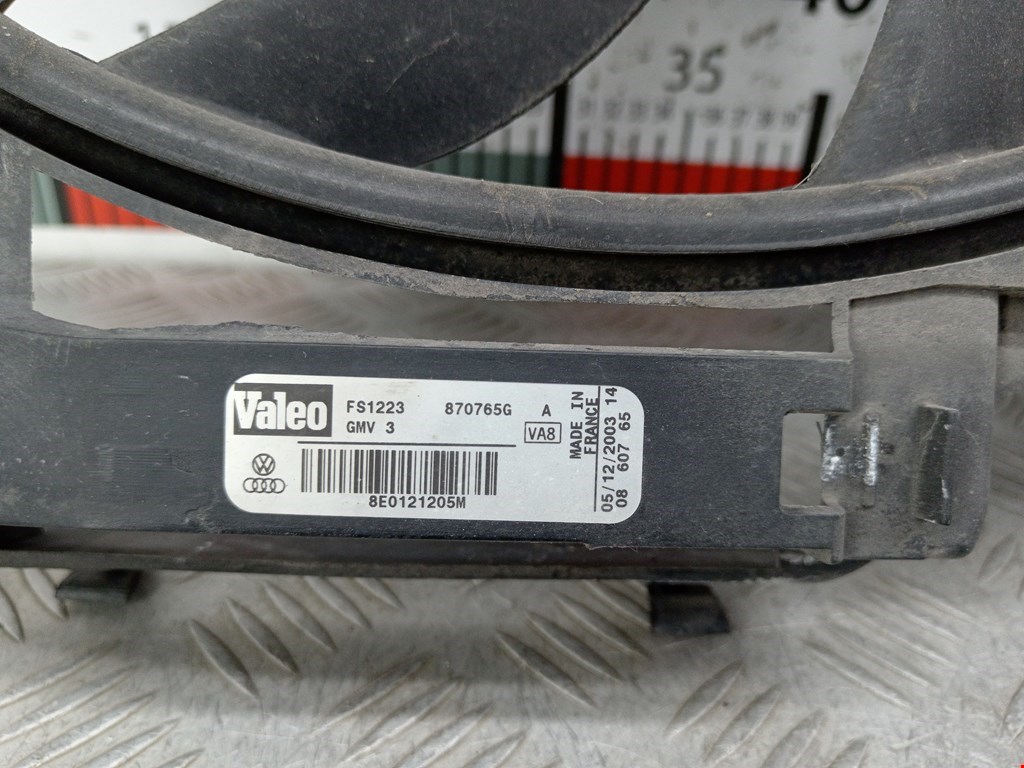 35
Valeo
FS1223 870765G A
GMV 3 VA8
8E0121205M
MADE IN
FRANCE
05/12/2003 14
08 607 65